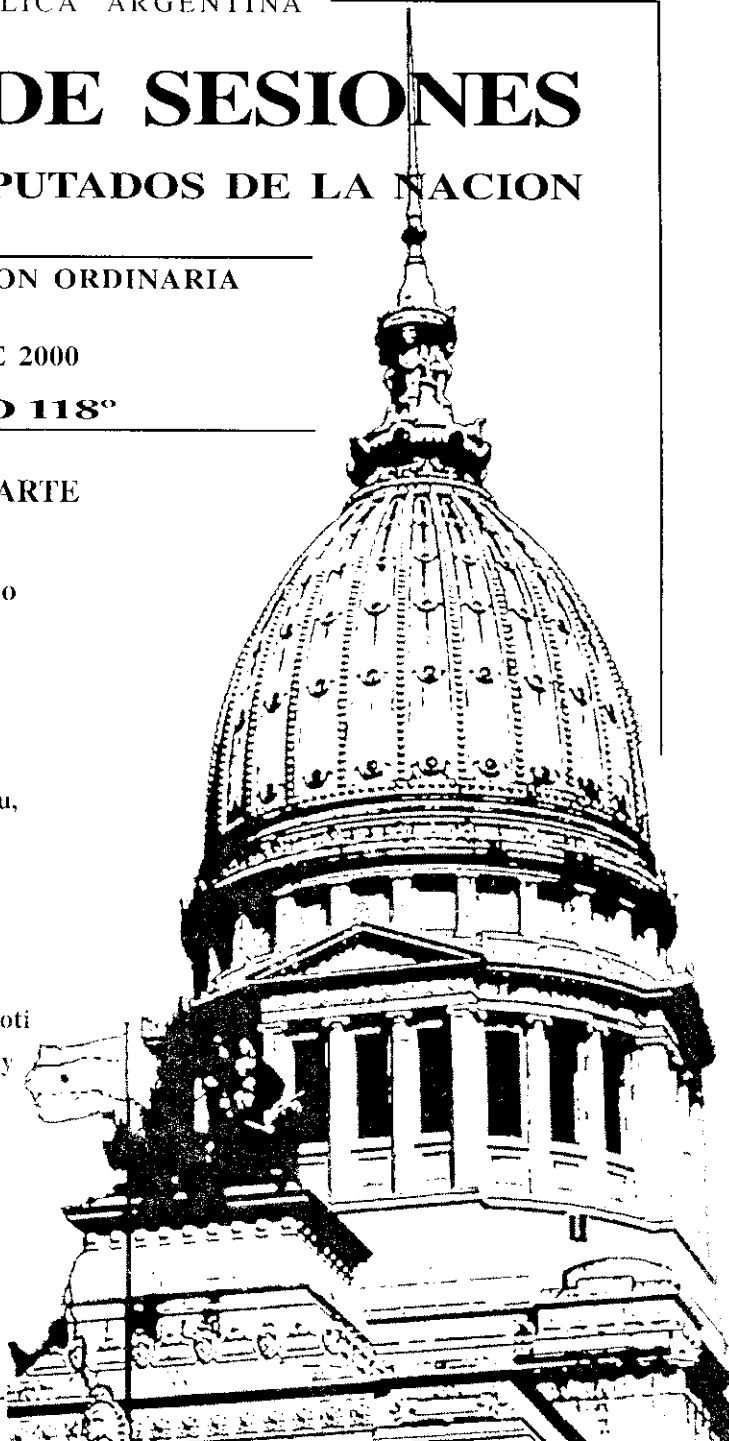 LICA ARGENTINA
DE SESIONES
PUTADOS DE LA NACION
ON ORDINARIA
E 2000
O 118º
ARTE
o
u,
oti
y